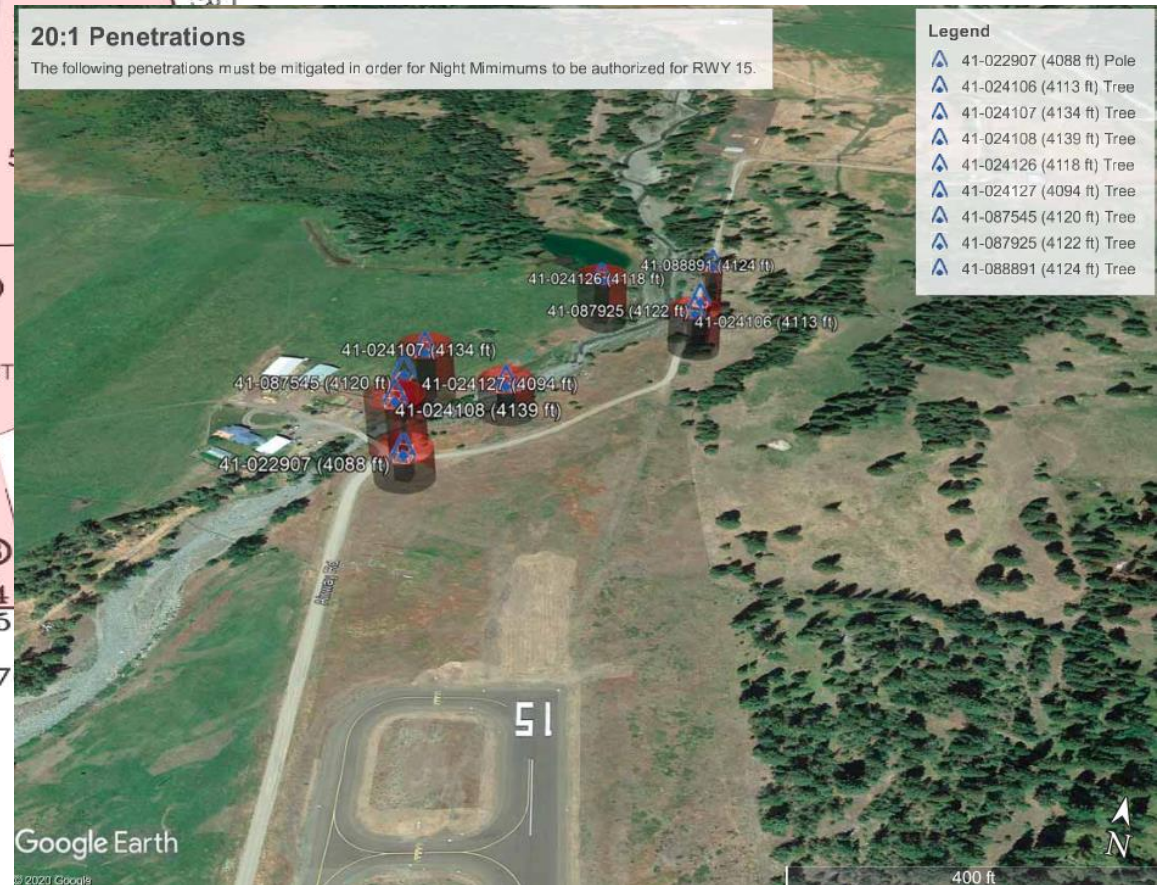 20:1 Penetrations
The following penetrations must be mitigated in order for Night Mimimums to be authorized for RWY 15.
Legend
41-022907 (4088 ft) Pole
41-024106 (4113 ft) Tree
41-024107 (4134 ft) Tree
41-024108 (4139 ft) Tree
41-024126 (4118 ft) Tree
41-024127 (4094 ft) Tree
41-087545 (4120 ft) Tree
41-087925 (4122 ft) Tree
41-088891 (4124 ft) Tree
41-088891 (4124 ft)
41-024126 (4118 ft)
41-087925 (4122 ft)
41-024106 (4113 ft)
41-024107 (4134 ft)
41-087545 (4120 ft)
41-024127 (4094 ft)
41-024108 (4139 ft)
41-022907 (4088 ft)
15
Google Earth
© 2020 Google
N
400 ft